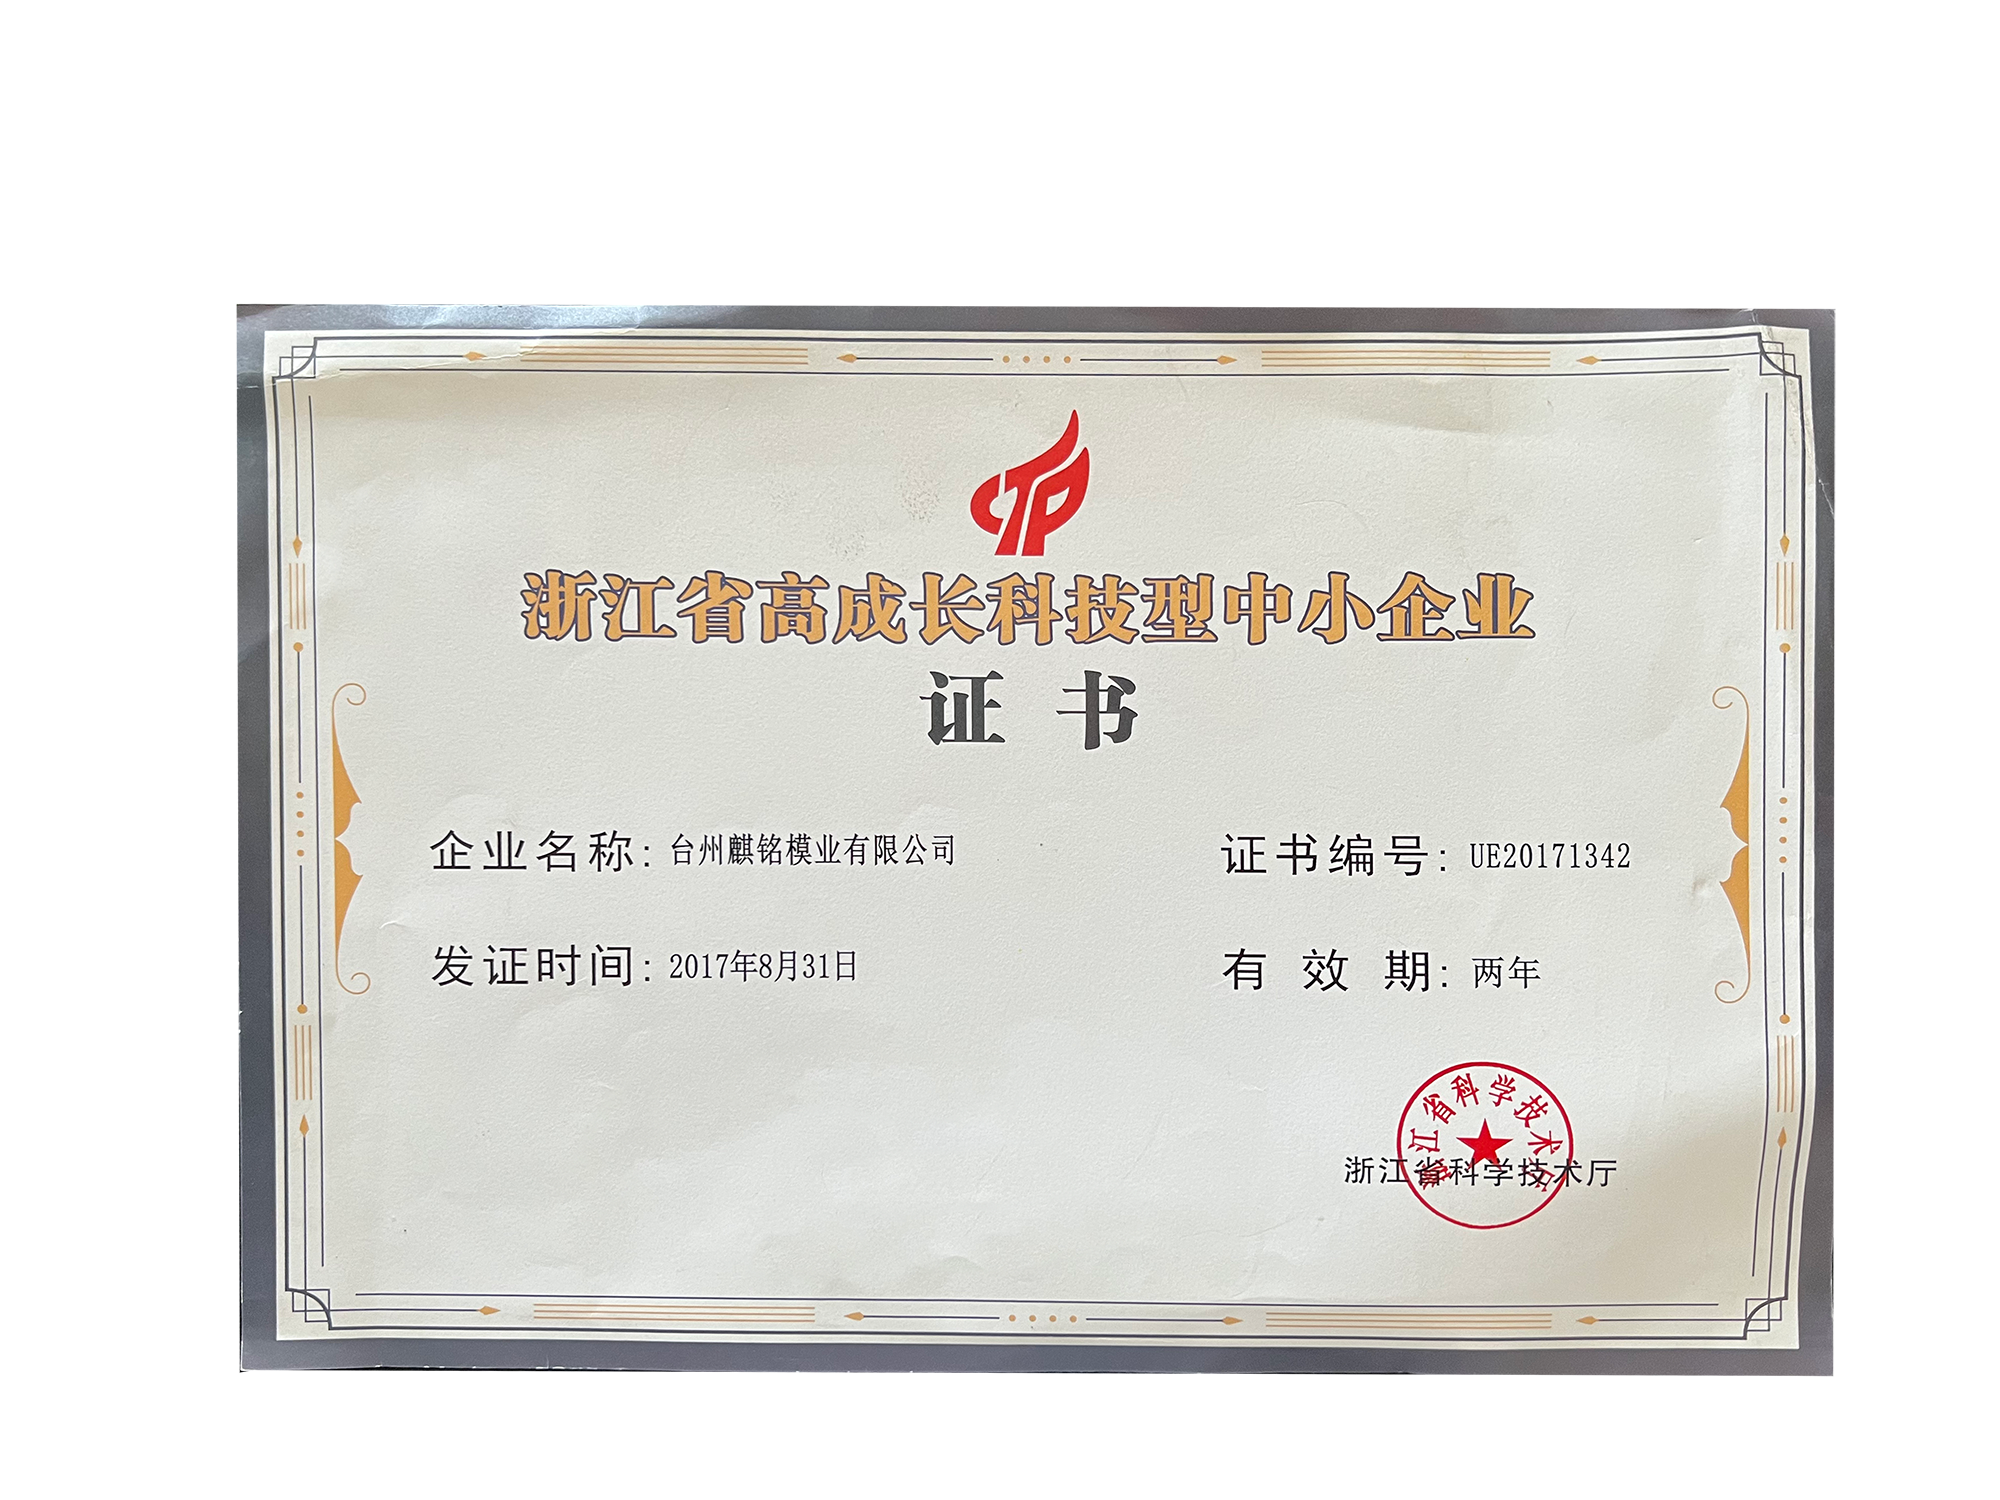 CTP
浙江省高成长科技型中小企业
证书
企业名称: 台州麒铭模业有限公司
证书编号: UE20171342
发证时间: 2017年8月31日
有效期: 两年
浙江省科学技术厅
浙江省科学技术厅